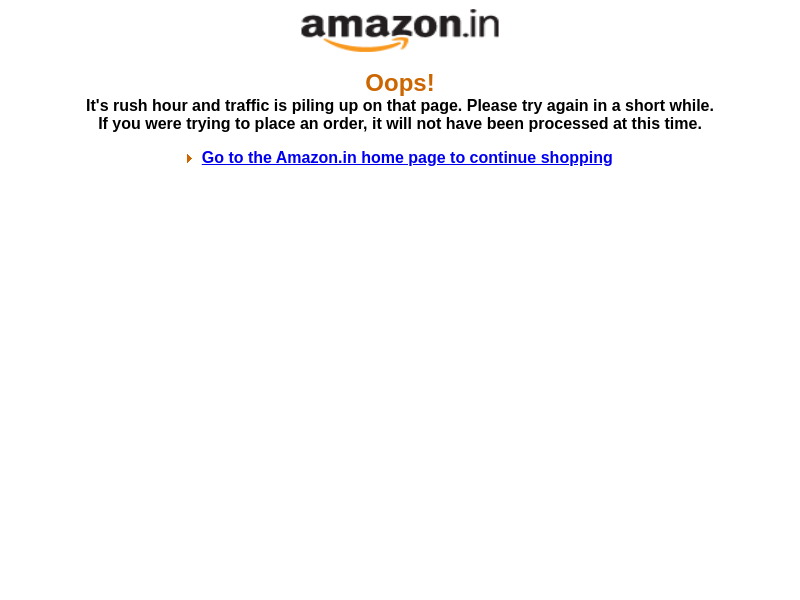 amazon.in
Oops!
It's rush hour and traffic is piling up on that page. Please try again in a short while.
If you were trying to place an order, it will not have been processed at this time.
Go to the Amazon.in home page to continue shopping